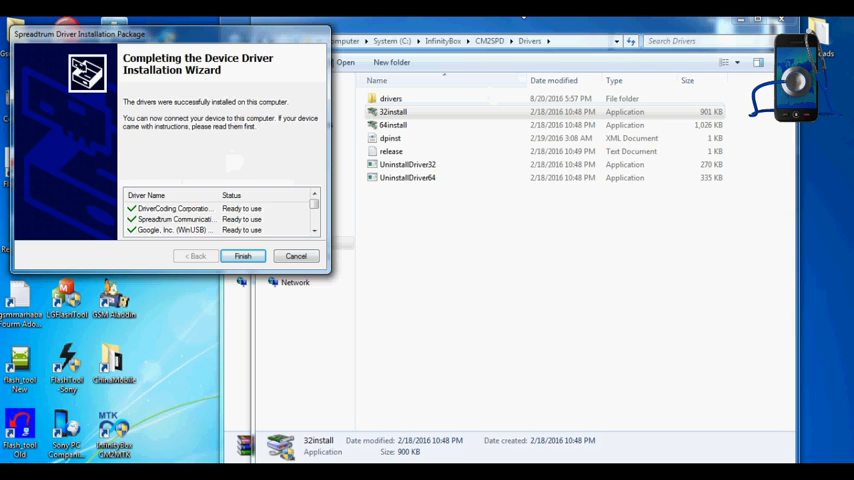 Spreadtrum Driver Installation Package
Completing the Device Driver
Installation Wizard
The drivers were successfully installed on this computer.
You can now connect your device to this computer. If your device
came with instructions, please read them first.
Driver Name Status
DriverCoding Corporatio... Ready to use
Spreadtrum Communicati... Ready to use
Google, Inc. (WinUSB) ... Ready to use
< Back Finish Cancel
System (C:) InfinityBox CM2SPD Drivers Search Drivers
Open New folder
Name Date modified Type Size
drivers 8/20/2016 5:57 PM File folder
32install 2/18/2016 10:48 PM Application 901 KB
64install 2/18/2016 10:48 PM Application 1,026 KB
dpinst 2/19/2016 3:08 AM XML Document 1 KB
release 2/18/2016 10:49 PM Text Document 1 KB
UninstallDriver32 2/18/2016 10:48 PM Application 270 KB
UninstallDriver64 2/18/2016 10:48 PM Application 335 KB
Network
gsmmarhaba
Fourm Ado...
LGFlashTool
GSM Aladdin
flash_tool
New
FlashTool
Sony
ChinaMobile
MTK
Flash_tool
Old
Sony PC
Compani...
InfinityBox
CM2MTK
32install Date modified: 2/18/2016 10:48 PM Date created: 2/18/2016 10:48 PM
Application Size: 900 KB